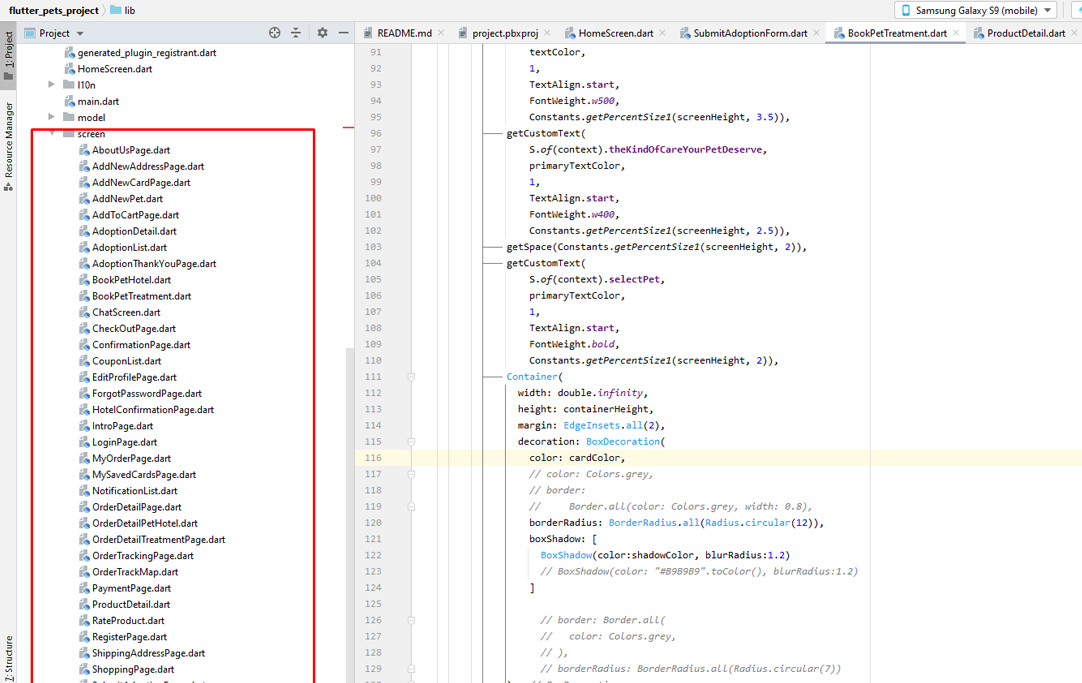 flutter_pets_project lib Samsung Galaxy S9 (mobile)
Project
README.md project.pbxproj HomeScreen.dart SubmitAdoptionForm.dart BookPetTreatment.dart ProductDetail.dart
1: Project
Resource Manager
7: Structure
generated_plugin_registrant.dart
HomeScreen.dart
l10n
main.dart
model
screen
AboutUsPage.dart
AddNewAddressPage.dart
AddNewCardPage.dart
AddNewPet.dart
AddToCartPage.dart
AdoptionDetail.dart
AdoptionList.dart
AdoptionThankYouPage.dart
BookPetHotel.dart
BookPetTreatment.dart
ChatScreen.dart
CheckOutPage.dart
ConfirmationPage.dart
CouponList.dart
EditProfilePage.dart
ForgotPasswordPage.dart
HotelConfirmationPage.dart
IntroPage.dart
LoginPage.dart
MyOrderPage.dart
MySavedCardsPage.dart
NotificationList.dart
OrderDetailPage.dart
OrderDetailPetHotel.dart
OrderDetailTreatmentPage.dart
OrderTrackingPage.dart
OrderTrackMap.dart
PaymentPage.dart
ProductDetail.dart
RateProduct.dart
RegisterPage.dart
ShippingAddressPage.dart
ShoppingPage.dart
91 textColor,
92 1,
93 TextAlign.start,
94 FontWeight.w500,
95 Constants.getPercentSize1(screenHeight, 3.5)),
96 getCustomText(
97 S.of(context).theKindOfCareYourPetDeserve,
98 primaryTextColor,
99 1,
100 TextAlign.start,
101 FontWeight.w400,
102 Constants.getPercentSize1(screenHeight, 2.5)),
103 getSpace(Constants.getPercentSize1(screenHeight, 2)),
104 getCustomText(
105 S.of(context).selectPet,
106 primaryTextColor,
107 1,
108 TextAlign.start,
109 FontWeight.bold,
110 Constants.getPercentSize1(screenHeight, 2)),
111 Container(
112 width: double.infinity,
113 height: containerHeight,
114 margin: EdgeInsets.all(2),
115 decoration: BoxDecoration(
116 color: cardColor,
117 // color: Colors.grey,
118 // border:
119 // Border.all(color: Colors.grey, width: 0.8),
120 borderRadius: BorderRadius.all(Radius.circular(12)),
121 boxShadow: [
122 BoxShadow(color:shadowColor, blurRadius:1.2)
123 // BoxShadow(color: "#B9B9B9".toColor(), blurRadius:1.2)
124 ]
125
126 // border: Border.all(
127 // color: Colors.grey,
128 // ),
129 // borderRadius: BorderRadius.all(Radius.circular(7))